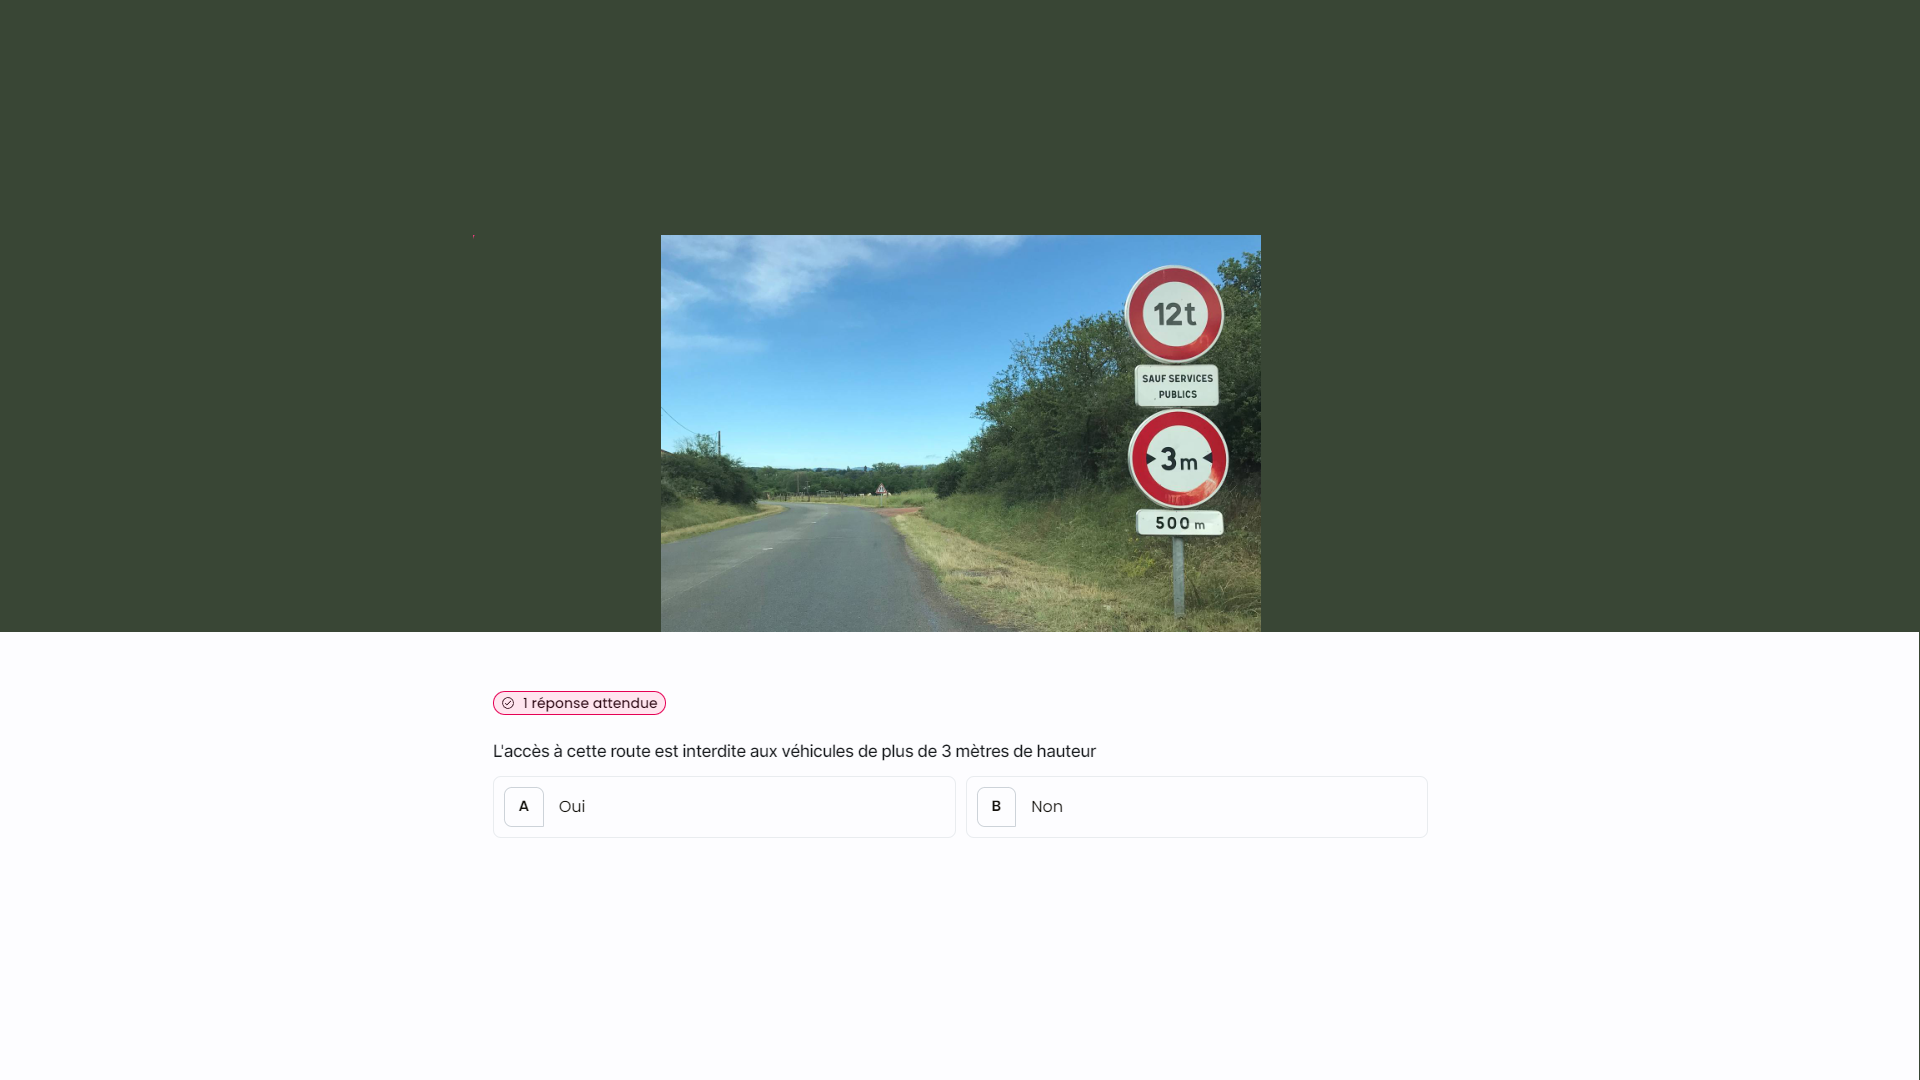 12t
SAUF SERVICES
PUBLICS
3m
500 m
1 réponse attendue
L'accès à cette route est interdite aux véhicules de plus de 3 mètres de hauteur
A Oui
B Non